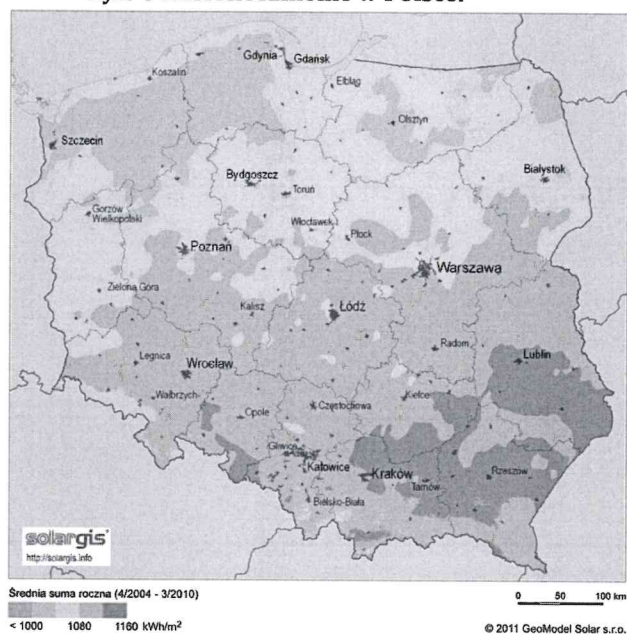 Gdynia
Gdańsk
Koszalin
Elbląg
Olsztyn
Szczecin
Białystok
Bydgoszcz
Toruń
Gorzów
Wielkopolski
Włocławek
Płock
Poznań
Warszawa
Zielona Góra
Kalisz
Łódź
Radom
Lublin
Legnica
Wrocław
Wałbrzych
Opole
Częstochowa
Kielce
Gliwice
Katowice
Kraków
Tarnów
Rzeszów
Bielsko-Biała
solargis
http://solargis.info
Średnia suma roczna (4/2004 - 3/2010)
0 50 100 km
< 1000 1080 1160 kWh/m²
© 2011 GeoModel Solar s.r.o.